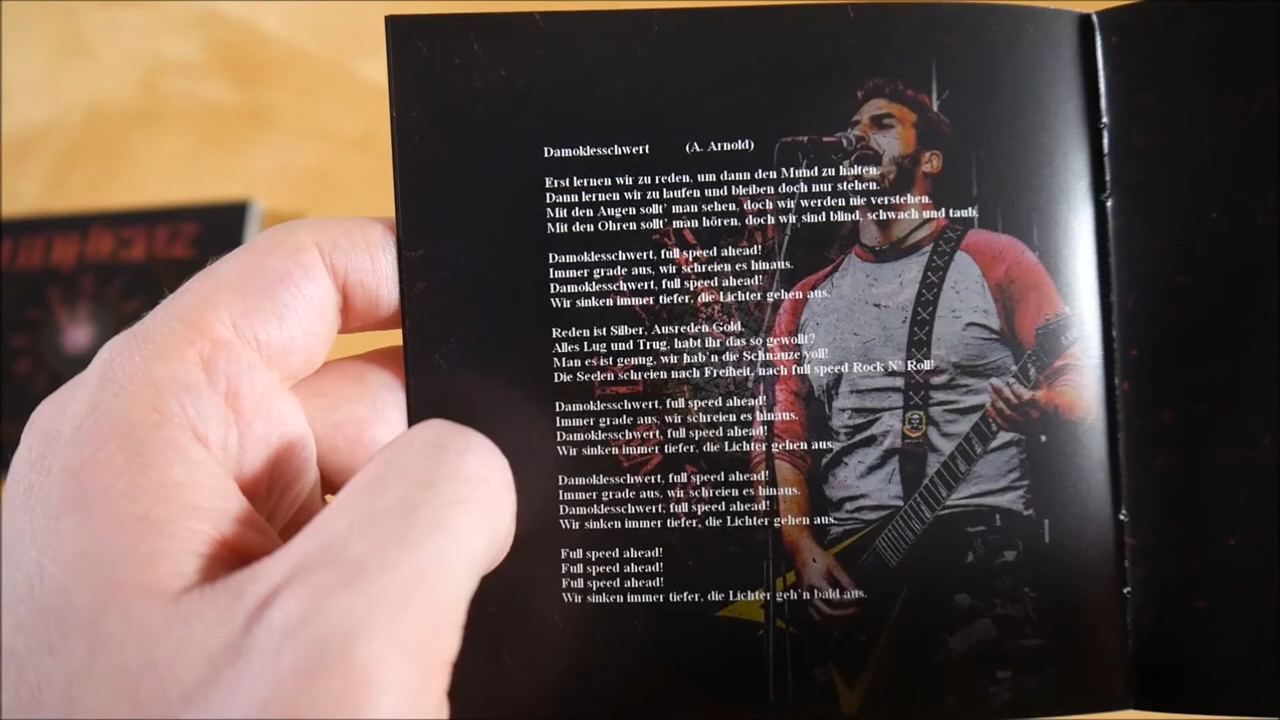 Damoklesschwert (A. Arnold)
Erst lernen wir zu reden, um dann den Mund zu halten.
Dann lernen wir zu laufen und bleiben doch nur stehen.
Mit den Augen sollt' man sehen, doch wir werden nie verstehen.
Mit den Ohren sollt' man hören, doch wir sind blind, schwach und taub.
Damoklesschwert, full speed ahead!
Immer grade aus, wir schreien es hinaus.
Damoklesschwert, full speed ahead!
Wir sinken immer tiefer, die Lichter gehen aus.
Reden ist Silber, Ausreden Gold.
Alles Lug und Trug, habt ihr das so gewollt?
Man es ist genug, wir hab'n die Schnauze voll!
Die Seelen schreien nach Freiheit, nach full speed Rock N' Roll!
Damoklesschwert, full speed ahead!
Immer grade aus, wir schreien es hinaus.
Damoklesschwert, full speed ahead!
Wir sinken immer tiefer, die Lichter gehen aus.
Damoklesschwert, full speed ahead!
Immer grade aus, wir schreien es hinaus.
Damoklesschwert, full speed ahead!
Wir sinken immer tiefer, die Lichter gehen aus.
Full speed ahead!
Full speed ahead!
Full speed ahead!
Wir sinken immer tiefer, die Lichter geh'n bald aus.